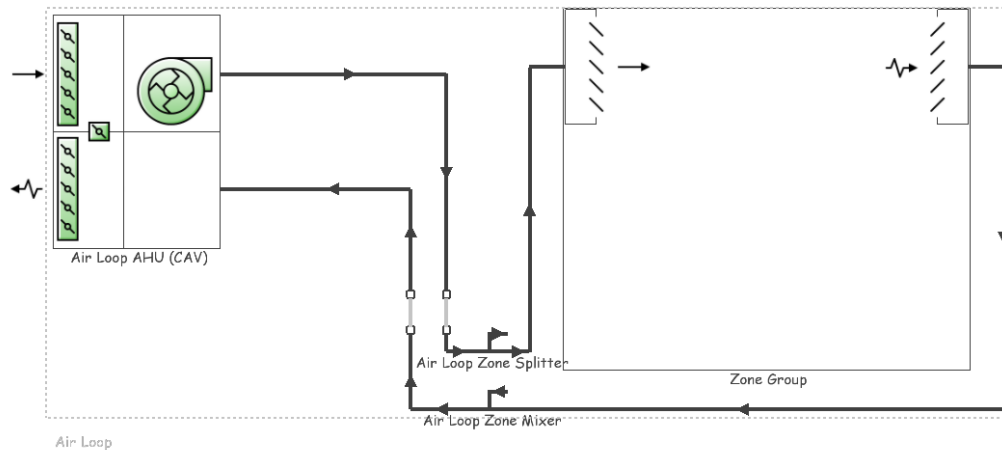 Air Loop AHU (CAV)
Air Loop Zone Splitter
Zone Group
Air Loop Zone Mixer
Air Loop